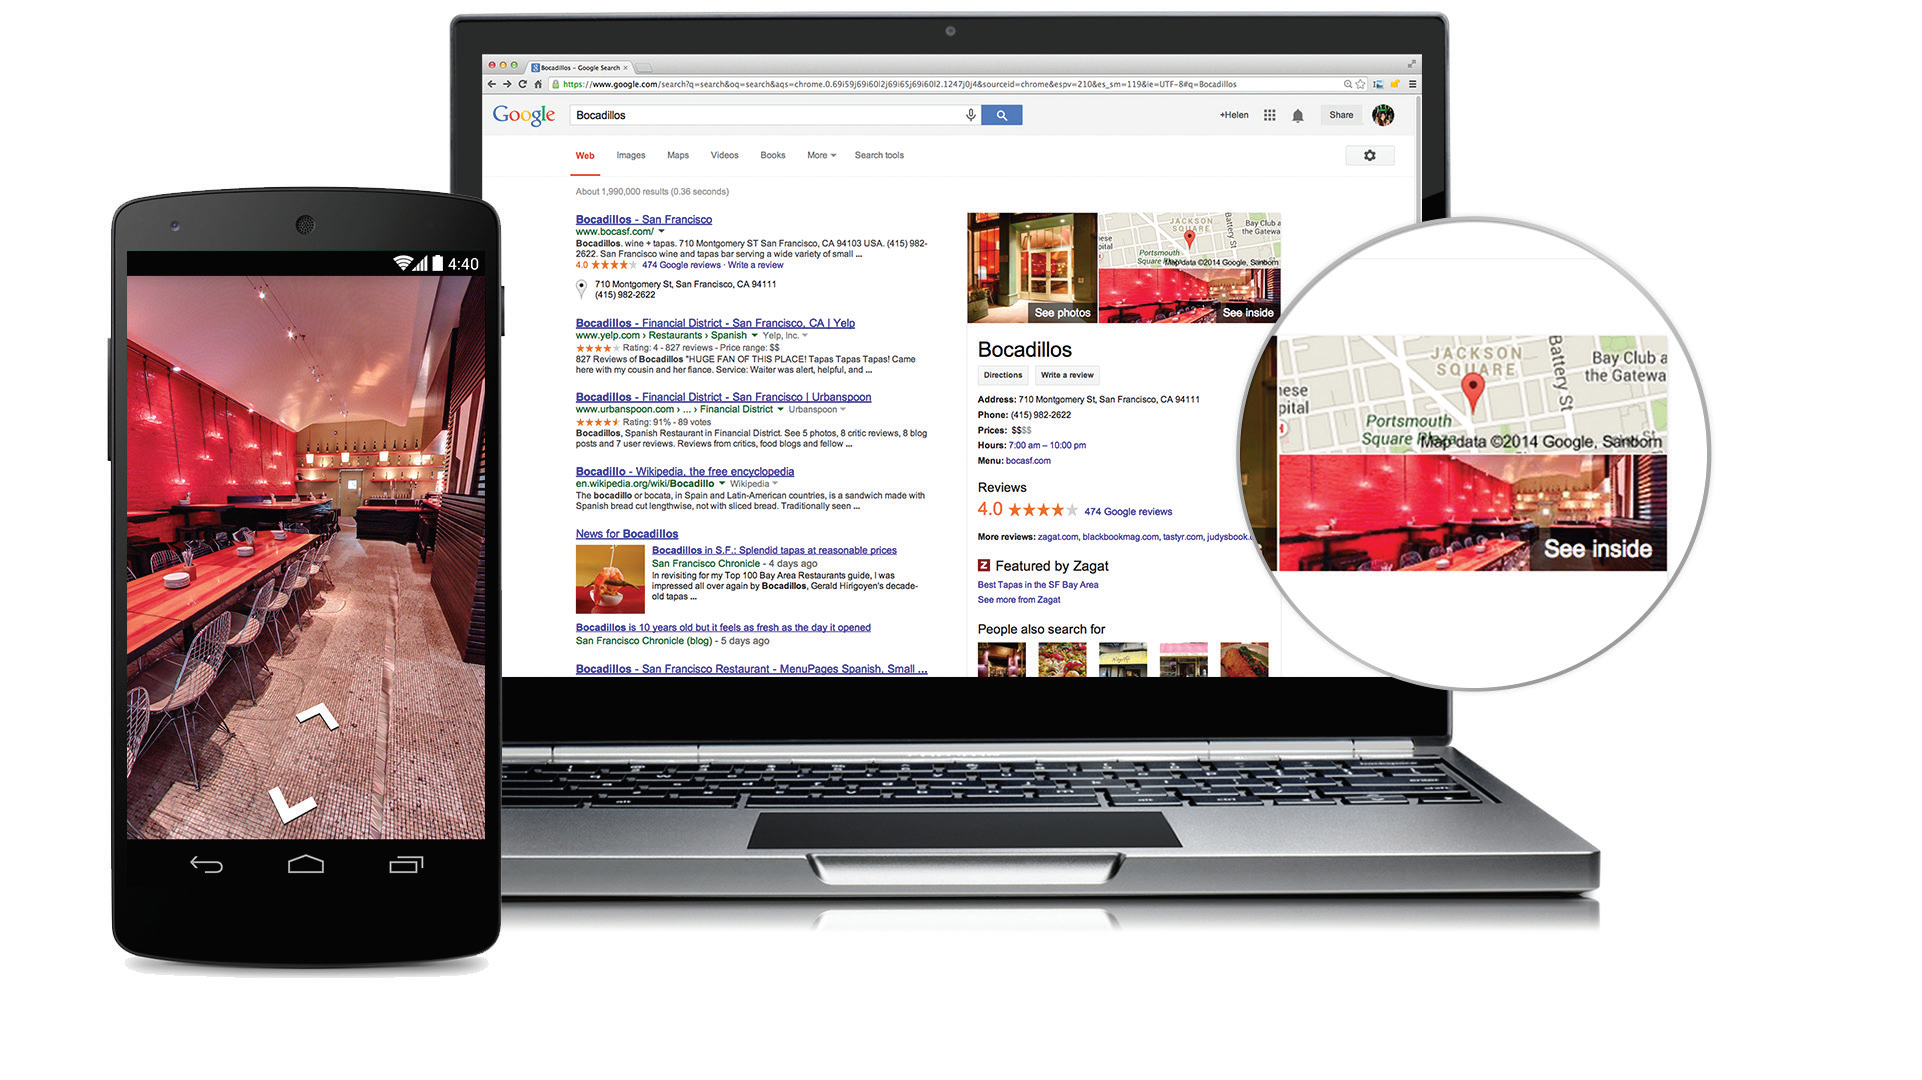 4:40
Bocadillos - Google Search
https://www.google.com/search?q=search&oq=search&aqs=chrome.0.69i59j69i60l2j69i65j69i60l2.1247j0j4&sourceid=chrome&espv=210&es_sm=119&ie=UTF-8#q=Bocadillos
Google
Bocadillos
+Helen
Share
Web Images Maps Videos Books More Search tools
About 1,990,000 results (0.36 seconds)
Bocadillos - San Francisco
www.bocasf.com/
Bocadillos. wine + tapas. 710 Montgomery ST San Francisco, CA 94103 USA. (415) 982-
2622. San Francisco wine and tapas bar serving a wide variety of small ...
4.0 474 Google reviews · Write a review
710 Montgomery St, San Francisco, CA 94111
(415) 982-2622
Bocadillos - Financial District - San Francisco, CA | Yelp
www.yelp.com › Restaurants › Spanish Yelp, Inc.
Rating: 4 - 827 reviews - Price range: $$
827 Reviews of Bocadillos "HUGE FAN OF THIS PLACE! Tapas Tapas Tapas! Came
here with my cousin and her fiance. Service: Waiter was alert, helpful, and ...
Bocadillos - Financial District - San Francisco | Urbanspoon
www.urbanspoon.com › ... › Financial District Urbanspoon
Rating: 91% - 89 votes
Bocadillos, Spanish Restaurant in Financial District. See 5 photos, 8 critic reviews, 8 blog
posts and 7 user reviews. Reviews from critics, food blogs and fellow ...
Bocadillo - Wikipedia, the free encyclopedia
en.wikipedia.org/wiki/Bocadillo Wikipedia
The bocadillo or bocata, in Spain and Latin-American countries, is a sandwich made with
Spanish bread cut lengthwise, not with sliced bread. Traditionally seen ...
News for Bocadillos
Bocadillos in S.F.: Splendid tapas at reasonable prices
San Francisco Chronicle - 4 days ago
In revisiting for my Top 100 Bay Area Restaurants guide, I was
impressed all over again by Bocadillos, Gerald Hirigoyen's decade-
old tapas ...
Bocadillos is 10 years old but it feels as fresh as the day it opened
San Francisco Chronicle (blog) - 5 days ago
Bocadillos - San Francisco Restaurant - MenuPages Spanish, Small ...
See photos
JACKSON
SQUARE
Battery St
Bay Club a
the Gatewa
nese
pital
Portsmouth
Square Plaza
Map data ©2014 Google, Sanborn
See inside
Bocadillos
Directions Write a review
Address: 710 Montgomery St, San Francisco, CA 94111
Phone: (415) 982-2622
Prices: $$$$
Hours: 7:00 am – 10:00 pm
Menu: bocasf.com
Reviews
4.0 474 Google reviews
More reviews: zagat.com, blackbookmag.com, tastyr.com, judysbook.c
Z Featured by Zagat
Best Tapas in the SF Bay Area
See more from Zagat
People also search for
JACKSON
SQUARE
Battery St
Bay Club a
the Gatewa
nese
pital
H
Portsmouth
Square Plaza
Map data ©2014 Google, Sanborn
See inside